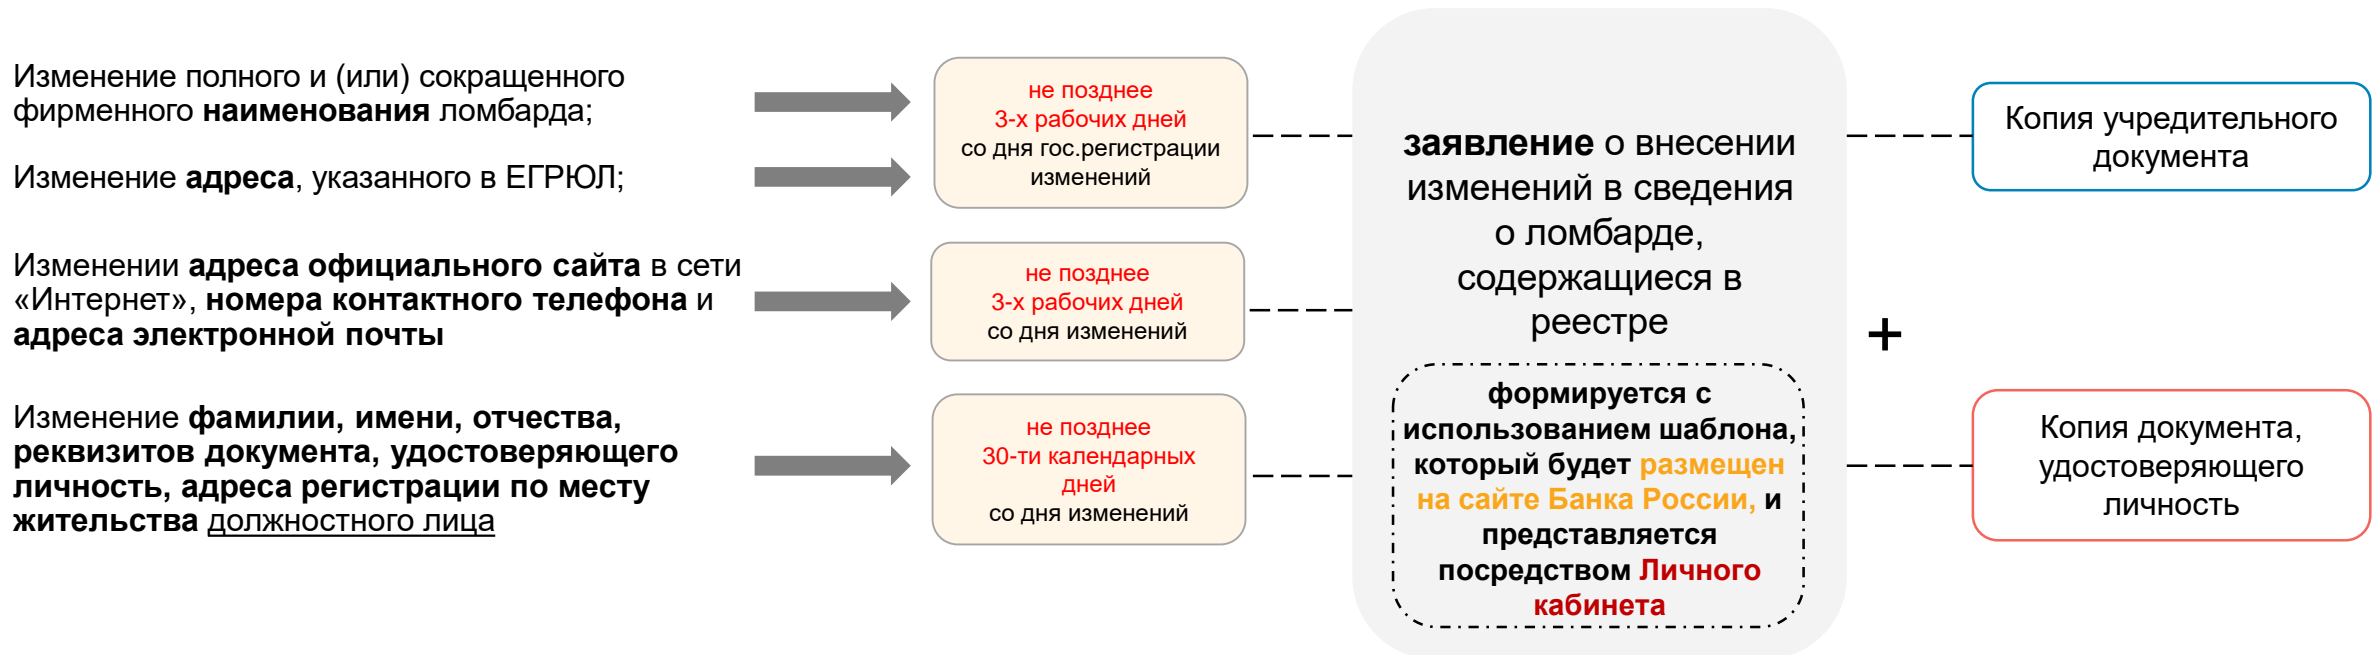 Изменение полного и (или) сокращенного
фирменного наименования ломбарда;
Изменение адреса, указанного в ЕГРЮЛ;
Изменении адреса официального сайта в сети
«Интернет», номера контактного телефона и
адреса электронной почты
Изменение фамилии, имени, отчества,
реквизитов документа, удостоверяющего
личность, адреса регистрации по месту
жительства должностного лица
не позднее
3-х рабочих дней
со дня гос.регистрации
изменений
не позднее
3-х рабочих дней
со дня изменений
не позднее
30-ти календарных
дней
со дня изменений
заявление о внесении
изменений в сведения
о ломбарде,
содержащиеся в
реестре
формируется с
использованием шаблона,
который будет размещен
на сайте Банка России, и
представляется
посредством Личного
кабинета
+
Копия учредительного
документа
Копия документа,
удостоверяющего
личность